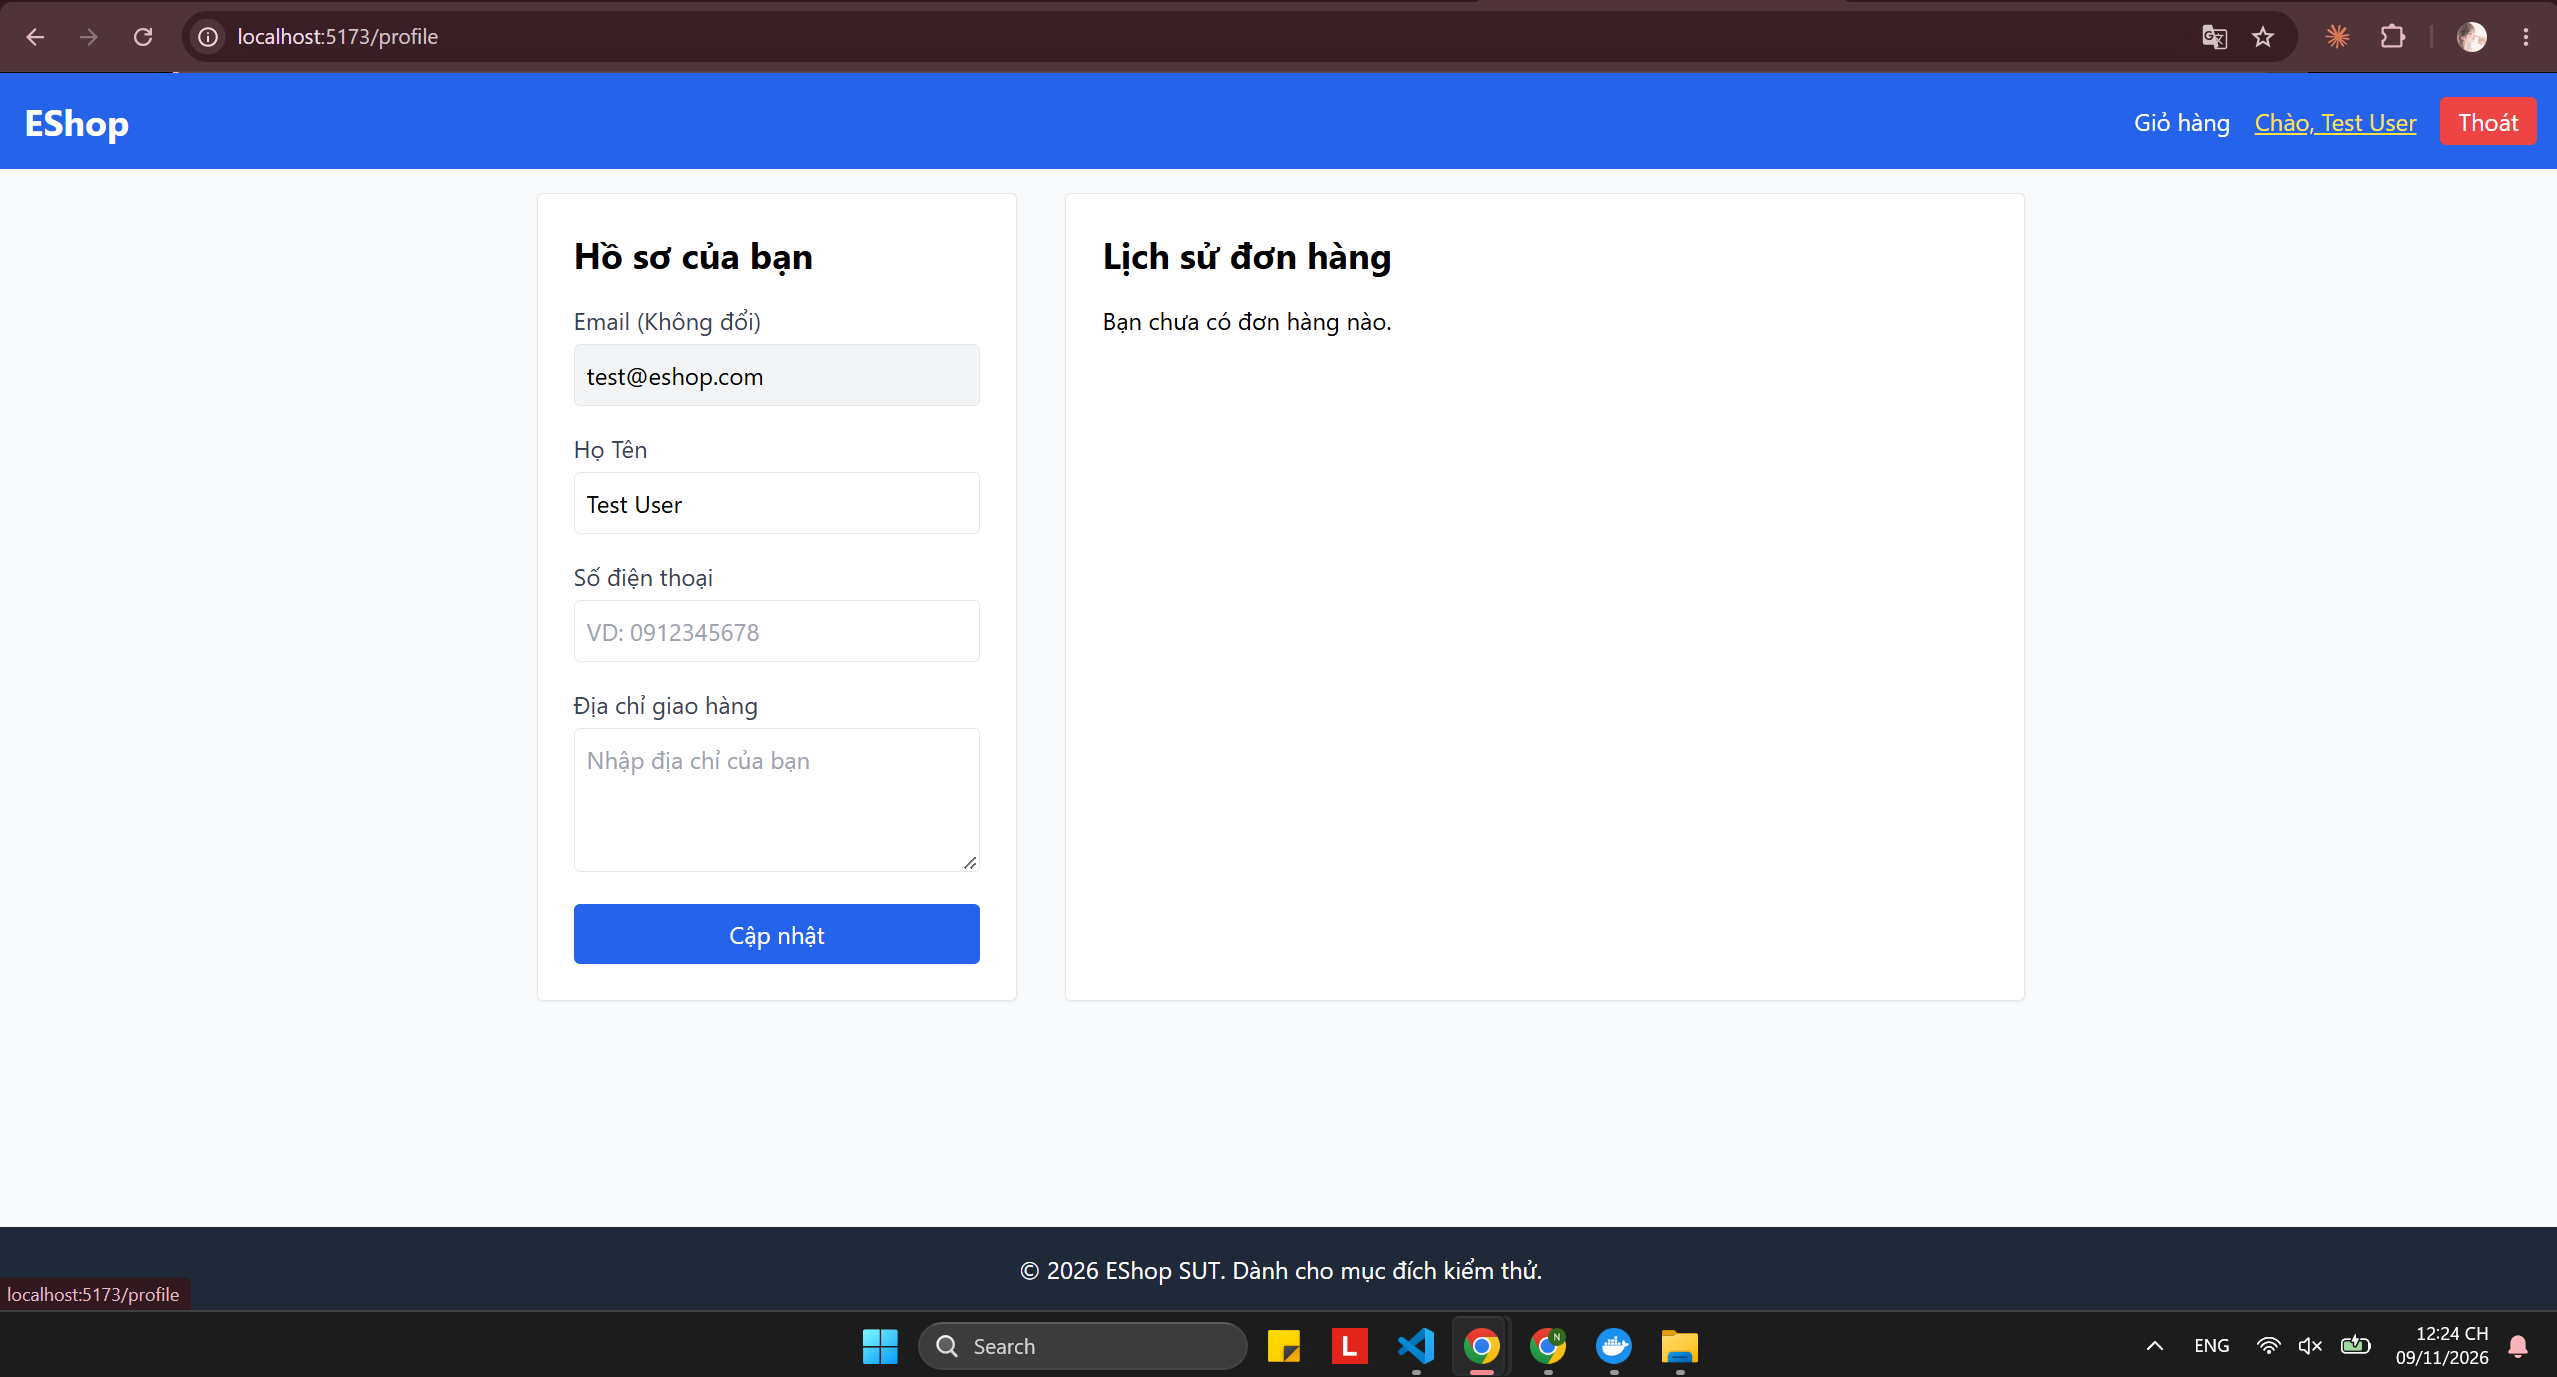 localhost:5173/profile
EShop
Giỏ hàng
Chào, Test User
Thoát
Hồ sơ của bạn
Email (Không đổi)
test@eshop.com
Họ Tên
Test User
Số điện thoại
VD: 0912345678
Địa chỉ giao hàng
Nhập địa chỉ của bạn
Cập nhật
Lịch sử đơn hàng
Bạn chưa có đơn hàng nào.
© 2026 EShop SUT. Dành cho mục đích kiểm thử.
localhost:5173/profile
Search
L
N
ENG
12:24 CH
09/11/2026